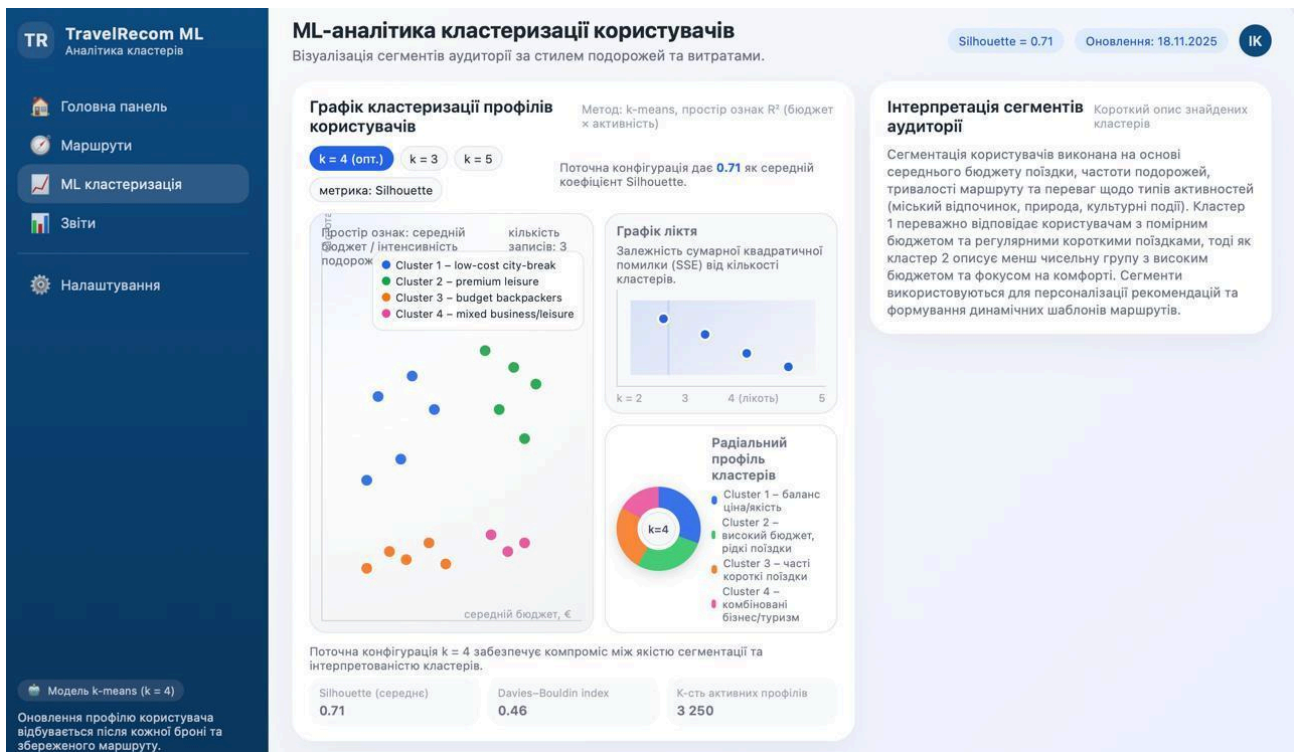 TR
TravelRecom ML
Аналітика кластерів
Головна панель
Маршрути
ML кластеризація
Звіти
Налаштування
Модель k-means (k = 4)
Оновлення профілю користувача
відбувається після кожної броні та
збереженого маршруту.
ML-аналітика кластеризації користувачів
Візуалізація сегментів аудиторії за стилем подорожей та витратами.
Silhouette = 0.71
Оновлення: 18.11.2025
IK
Графік кластеризації профілів
користувачів
Метод: k-means, простір ознак R² (бюджет
× активність)
k = 4 (опт.)
k = 3
k = 5
метрика: Silhouette
Поточна конфігурація дає 0.71 як середній
коефіцієнт Silhouette.
Простір ознак: середній
бюджет / інтенсивність
подорож
кількість
записів: 3
Cluster 1 – low-cost city-break
Cluster 2 – premium leisure
Cluster 3 – budget backpackers
Cluster 4 – mixed business/leisure
середній бюджет, €
Графік ліктя
Залежність сумарної квадратичної
помилки (SSE) від кількості
кластерів.
k = 2
3
4 (лікоть)
5
Радіальний
профіль
кластерів
k=4
Cluster 1 – баланс
ціна/якість
Cluster 2 –
високий бюджет,
рідкі поїздки
Cluster 3 – часті
короткі поїздки
Cluster 4 –
комбіновані
бізнес/туризм
Поточна конфігурація k = 4 забезпечує компроміс між якістю сегментації та
інтерпретованістю кластерів.
Silhouette (середнє)
0.71
Davies–Bouldin index
0.46
К-сть активних профілів
3 250
Інтерпретація сегментів
аудиторії
Короткий опис знайдених
кластерів
Сегментація користувачів виконана на основі
середнього бюджету поїздки, частоти подорожей,
тривалості маршруту та переваг щодо типів активностей
(міський відпочинок, природа, культурні події). Кластер
1 переважно відповідає користувачам з помірним
бюджетом та регулярними короткими поїздками, тоді як
кластер 2 описує менш чисельну групу з високим
бюджетом та фокусом на комфорті. Сегменти
використовуються для персоналізації рекомендацій та
формування динамічних шаблонів маршрутів.